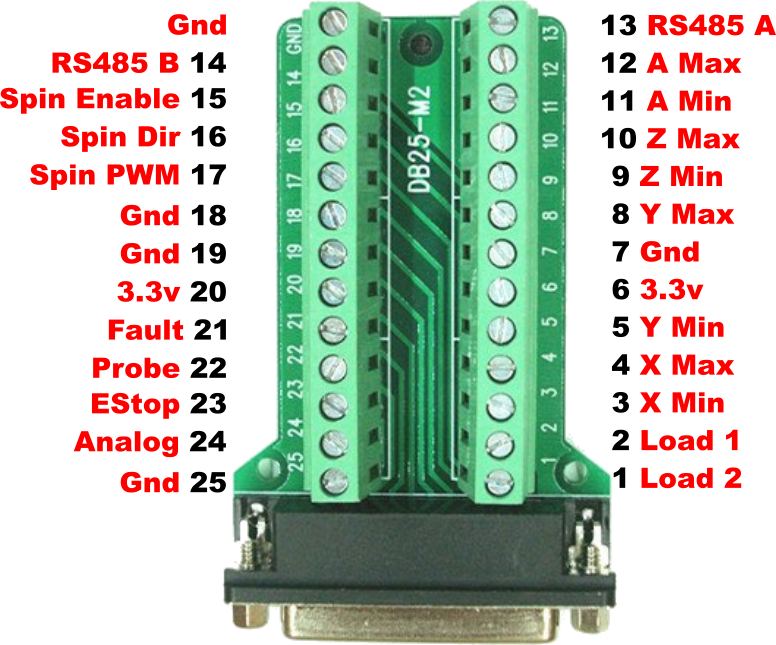 Gnd
RS485 B 14
Spin Enable 15
Spin Dir 16
Spin PWM 17
Gnd 18
Gnd 19
3.3v 20
Fault 21
Probe 22
EStop 23
Analog 24
Gnd 25
GND
14
15
16
17
18
19
20
21
22
23
24
25
DB25-M2
13
12
11
10
9
8
7
6
5
4
3
2
1
13 RS485 A
12 A Max
11 A Min
10 Z Max
9 Z Min
8 Y Max
7 Gnd
6 3.3v
5 Y Min
4 X Max
3 X Min
2 Load 1
1 Load 2